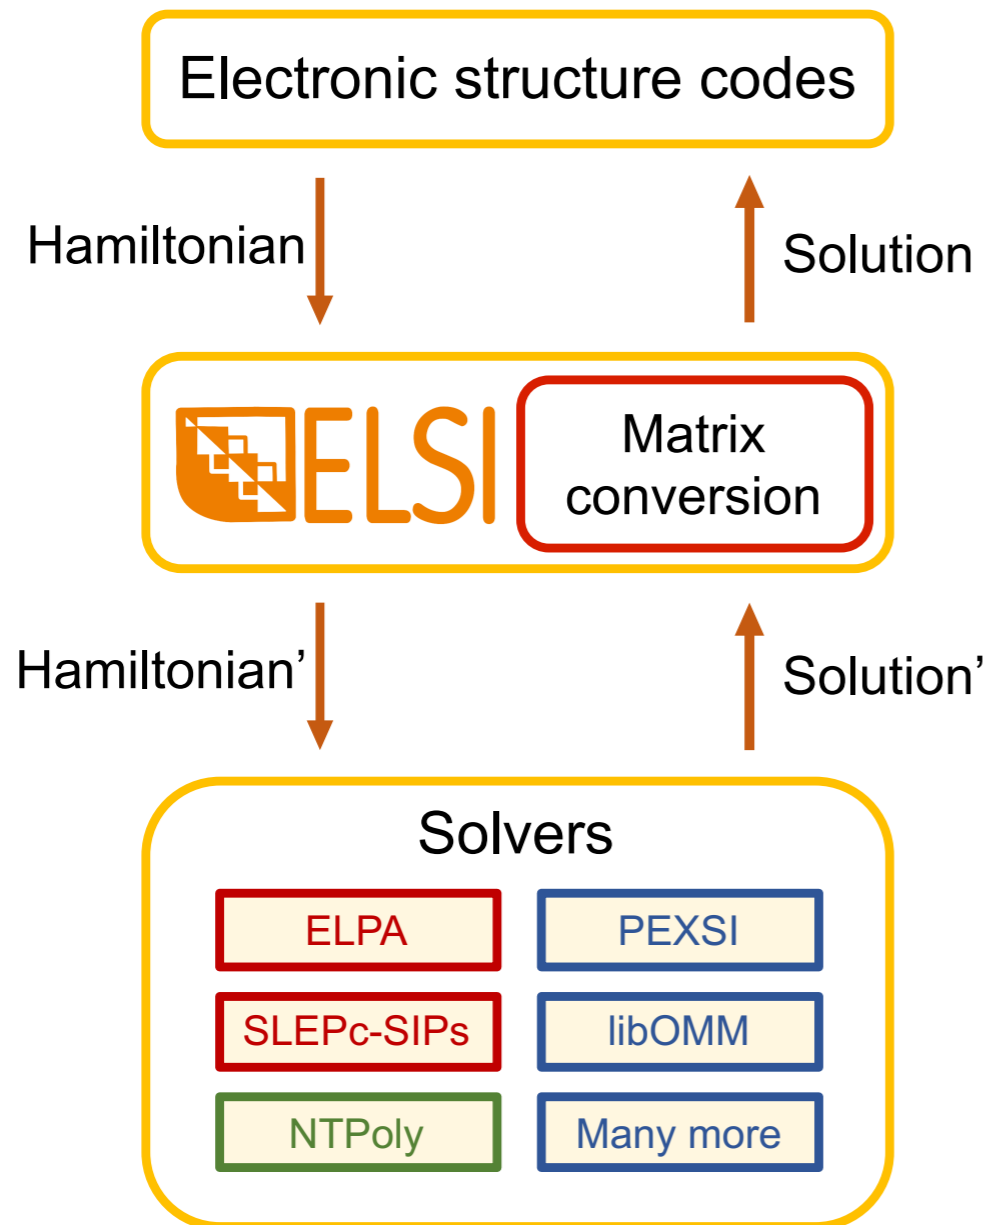 Electronic structure codes
Hamiltonian
Solution
ELSI
Matrix
conversion
Hamiltonian’
Solution’
Solvers
ELPA
PEXSI
SLEPc-SIPs
libOMM
NTPoly
Many more